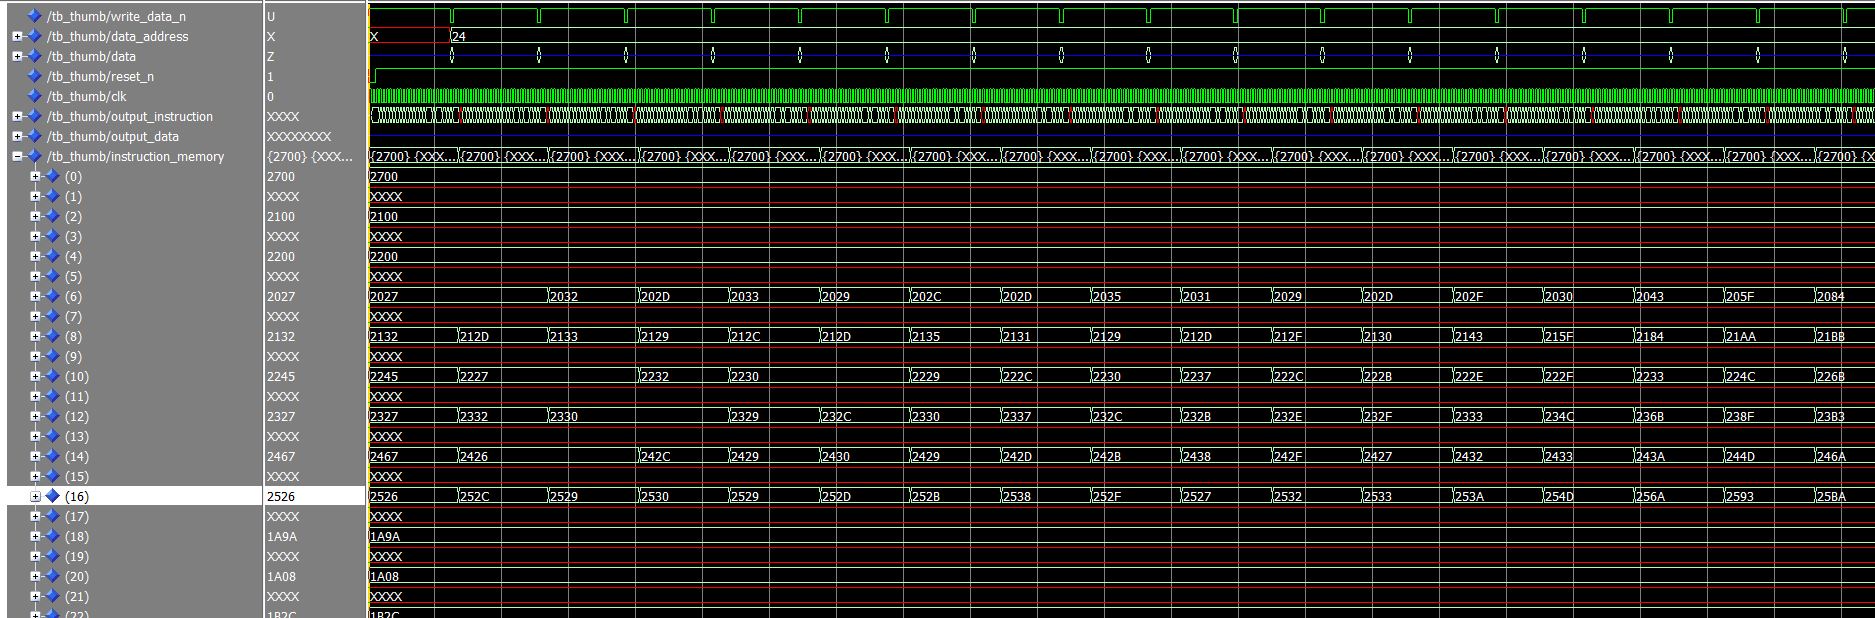 /tb_thumb/write_data_n U
/tb_thumb/data_address X X 24
/tb_thumb/data Z
/tb_thumb/reset_n 1
/tb_thumb/clk 0
/tb_thumb/output_instruction XXXX
/tb_thumb/output_data XXXXXXXX
/tb_thumb/instruction_memory {2700} {XXX... {2700} {XXX... {2700} {XXX... {2700} {XXX... {2700} {XXX... {2700} {XXX... {2700} {XXX... {2700} {XXX... {2700} {XXX... {2700} {XXX... {2700} {XXX... {2700} {XXX... {2700} {XXX... {2700} {XXX... {2700} {XXX... {2700} {XXX... {2700} {XXX... {2700} {X
(0) 2700 2700
(1) XXXX XXXX
(2) 2100 2100
(3) XXXX XXXX
(4) 2200 2200
(5) XXXX XXXX
(6) 2027 2027 2032 202D 2033 2029 202C 202D 2035 2031 2029 202D 202F 2030 2043 205F 2084
(7) XXXX XXXX
(8) 2132 2132 212D 2133 2129 212C 212D 2135 2131 2129 212D 212F 2130 2143 215F 2184 21AA 21BB
(9) XXXX XXXX
(10) 2245 2245 2227 2232 2230 2229 222C 2230 2237 222C 222B 222E 222F 2233 224C 226B
(11) XXXX XXXX
(12) 2327 2327 2332 2330 2329 232C 2330 2337 232C 232B 232E 232F 2333 234C 236B 238F 23B3
(13) XXXX XXXX
(14) 2467 2467 2426 242C 2429 2430 2429 242D 242B 2438 242F 2427 2432 2433 243A 244D 246A
(15) XXXX XXXX
(16) 2526 2526 252C 2529 2530 2529 252D 252B 2538 252F 2527 2532 2533 253A 254D 256A 2593 25BA
(17) XXXX XXXX
(18) 1A9A 1A9A
(19) XXXX XXXX
(20) 1A08 1A08
(21) XXXX XXXX
(22) 1B2C 1B2C